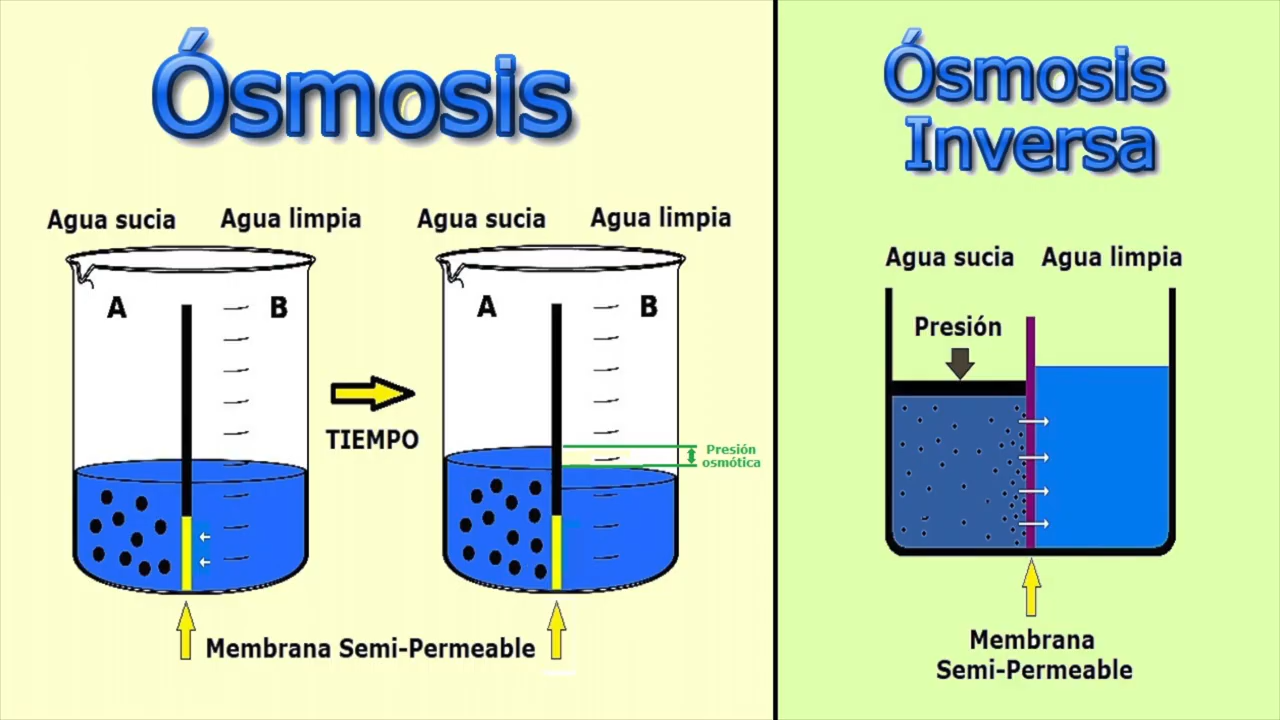 Ósmosis
Agua sucia Agua limpia
A B
TIEMPO
Agua sucia Agua limpia
A B
Presión
osmótica
Membrana Semi-Permeable
Ósmosis
Inversa
Agua sucia Agua limpia
Presión
Membrana
Semi-Permeable